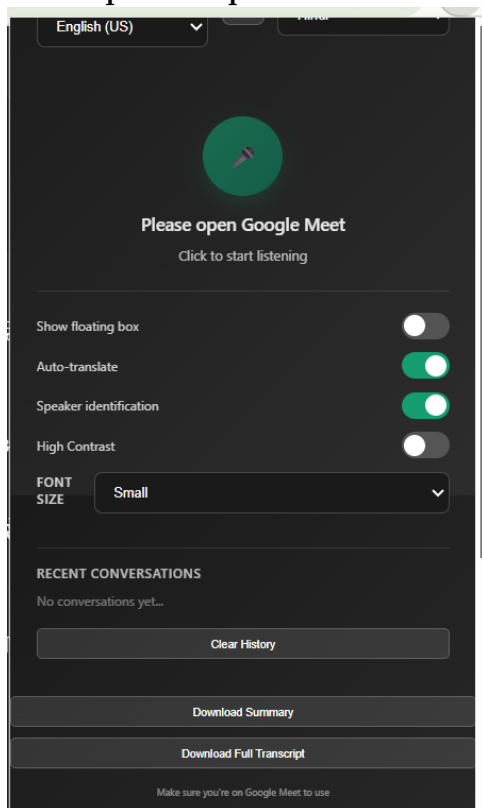 English (US)
Please open Google Meet
Click to start listening
Show floating box
Auto-translate
Speaker identification
High Contrast
FONT
SIZE
Small
RECENT CONVERSATIONS
No conversations yet...
Clear History
Download Summary
Download Full Transcript
Make sure you're on Google Meet to use